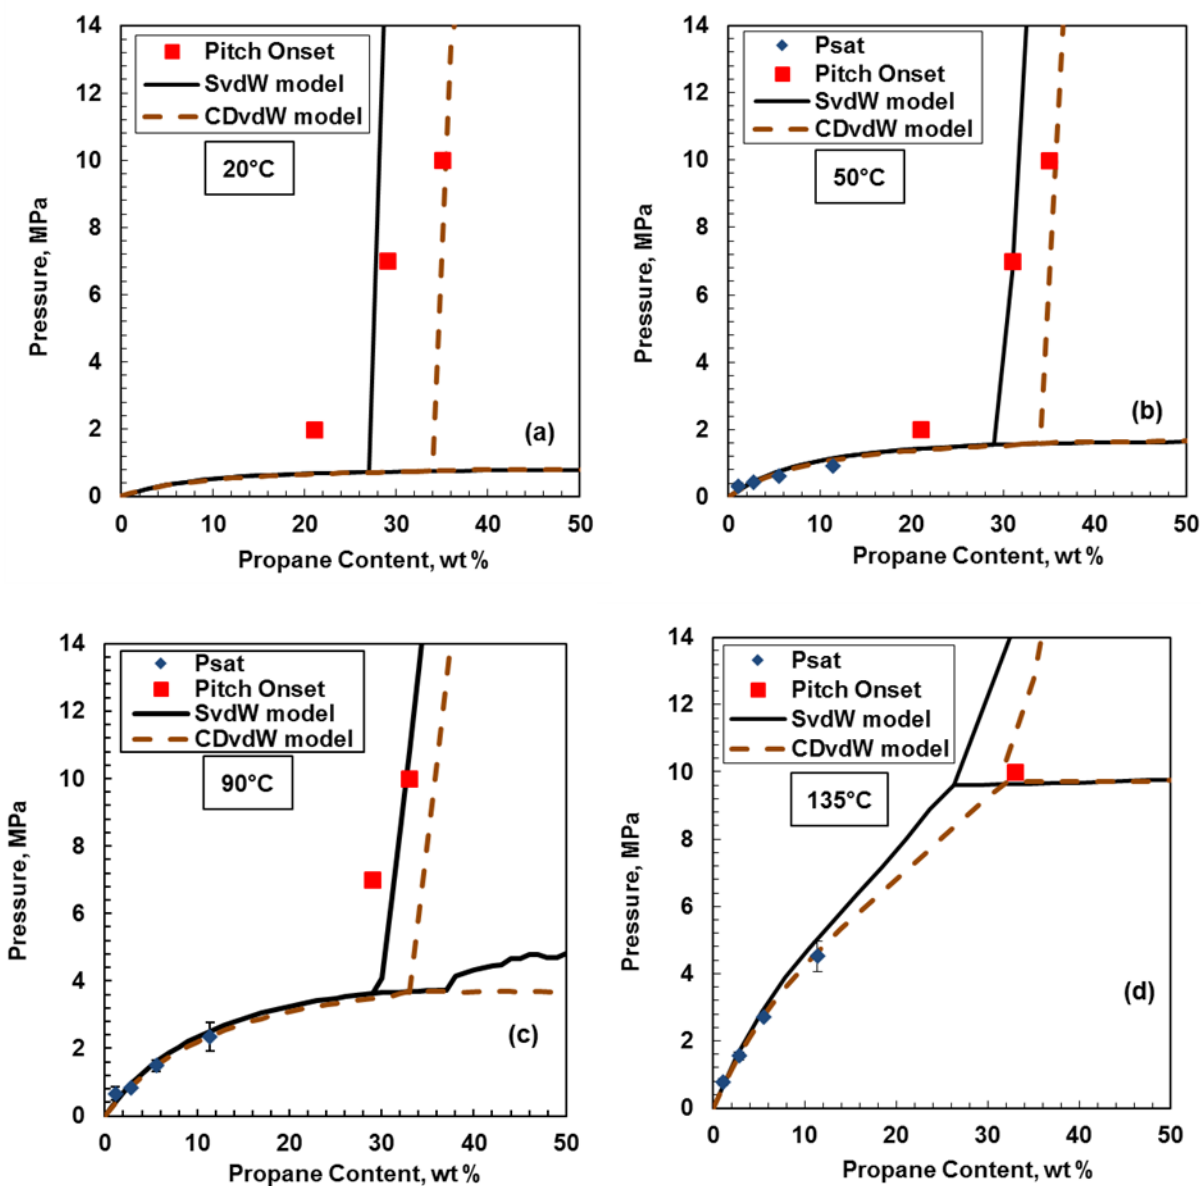 14
12
10
8
6
4
2
0
Pressure, MPa
Pitch Onset
SvdW model
CDvdW model
20°C
(a)
0
10
20
30
40
50
Propane Content, wt%
14
12
10
8
6
4
2
0
Pressure, MPa
Psat
Pitch Onset
SvdW model
CDvdW model
50°C
(b)
0
10
20
30
40
50
Propane Content, wt%
14
12
10
8
6
4
2
0
Pressure, MPa
Psat
Pitch Onset
SvdW model
CDvdW model
90°C
(c)
0
10
20
30
40
50
Propane Content, wt%
14
12
10
8
6
4
2
0
Pressure, MPa
Psat
Pitch Onset
SvdW model
CDvdW model
135°C
(d)
0
10
20
30
40
50
Propane Content, wt%